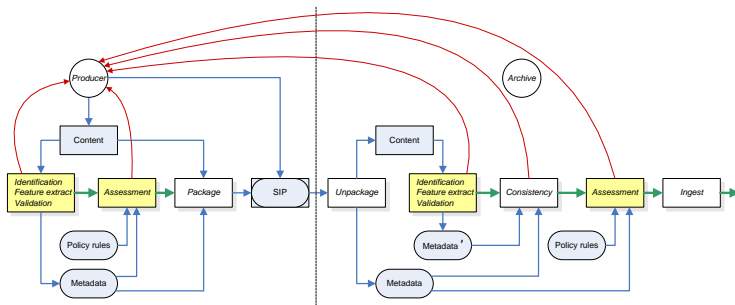 Producer
Archive
Content
Content
Identification
Feature extract
Validation
Assessment
Package
SIP
Unpackage
Identification
Feature extract
Validation
Consistency
Assessment
Ingest
Policy rules
Metadata '
Policy rules
Metadata
Metadata